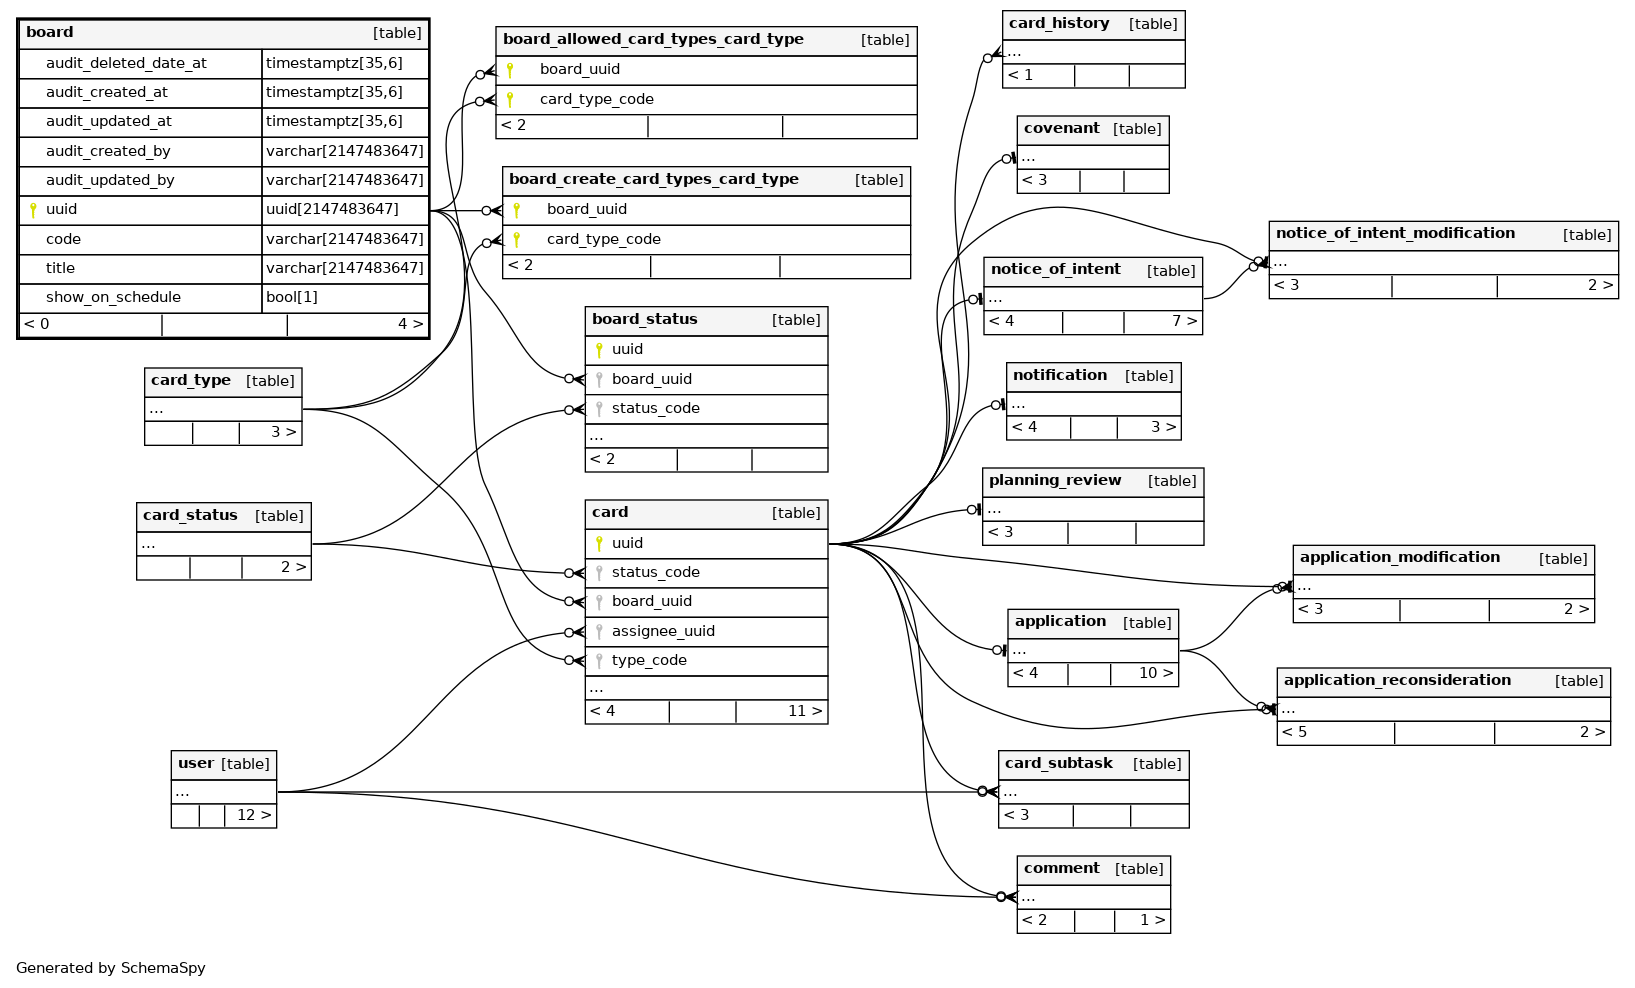 board [table]
audit_deleted_date_at timestamptz[35,6]
audit_created_at timestamptz[35,6]
audit_updated_at timestamptz[35,6]
audit_created_by varchar[2147483647]
audit_updated_by varchar[2147483647]
uuid uuid[2147483647]
code varchar[2147483647]
title varchar[2147483647]
show_on_schedule bool[1]
< 0 4 >
card_type [table]
...
3 >
card_status [table]
...
2 >
user [table]
...
12 >
board_allowed_card_types_card_type [table]
board_uuid
card_type_code
< 2
board_create_card_types_card_type [table]
board_uuid
card_type_code
< 2
board_status [table]
uuid
board_uuid
status_code
...
< 2
card [table]
uuid
status_code
board_uuid
assignee_uuid
type_code
...
< 4 11 >
card_history [table]
...
< 1
covenant [table]
...
< 3
notice_of_intent [table]
...
< 4 7 >
notification [table]
...
< 4 3 >
planning_review [table]
...
< 3
application [table]
...
< 4 10 >
card_subtask [table]
...
< 3
comment [table]
...
< 2 1 >
notice_of_intent_modification [table]
...
< 3 2 >
application_modification [table]
...
< 3 2 >
application_reconsideration [table]
...
< 5 2 >
Generated by SchemaSpy